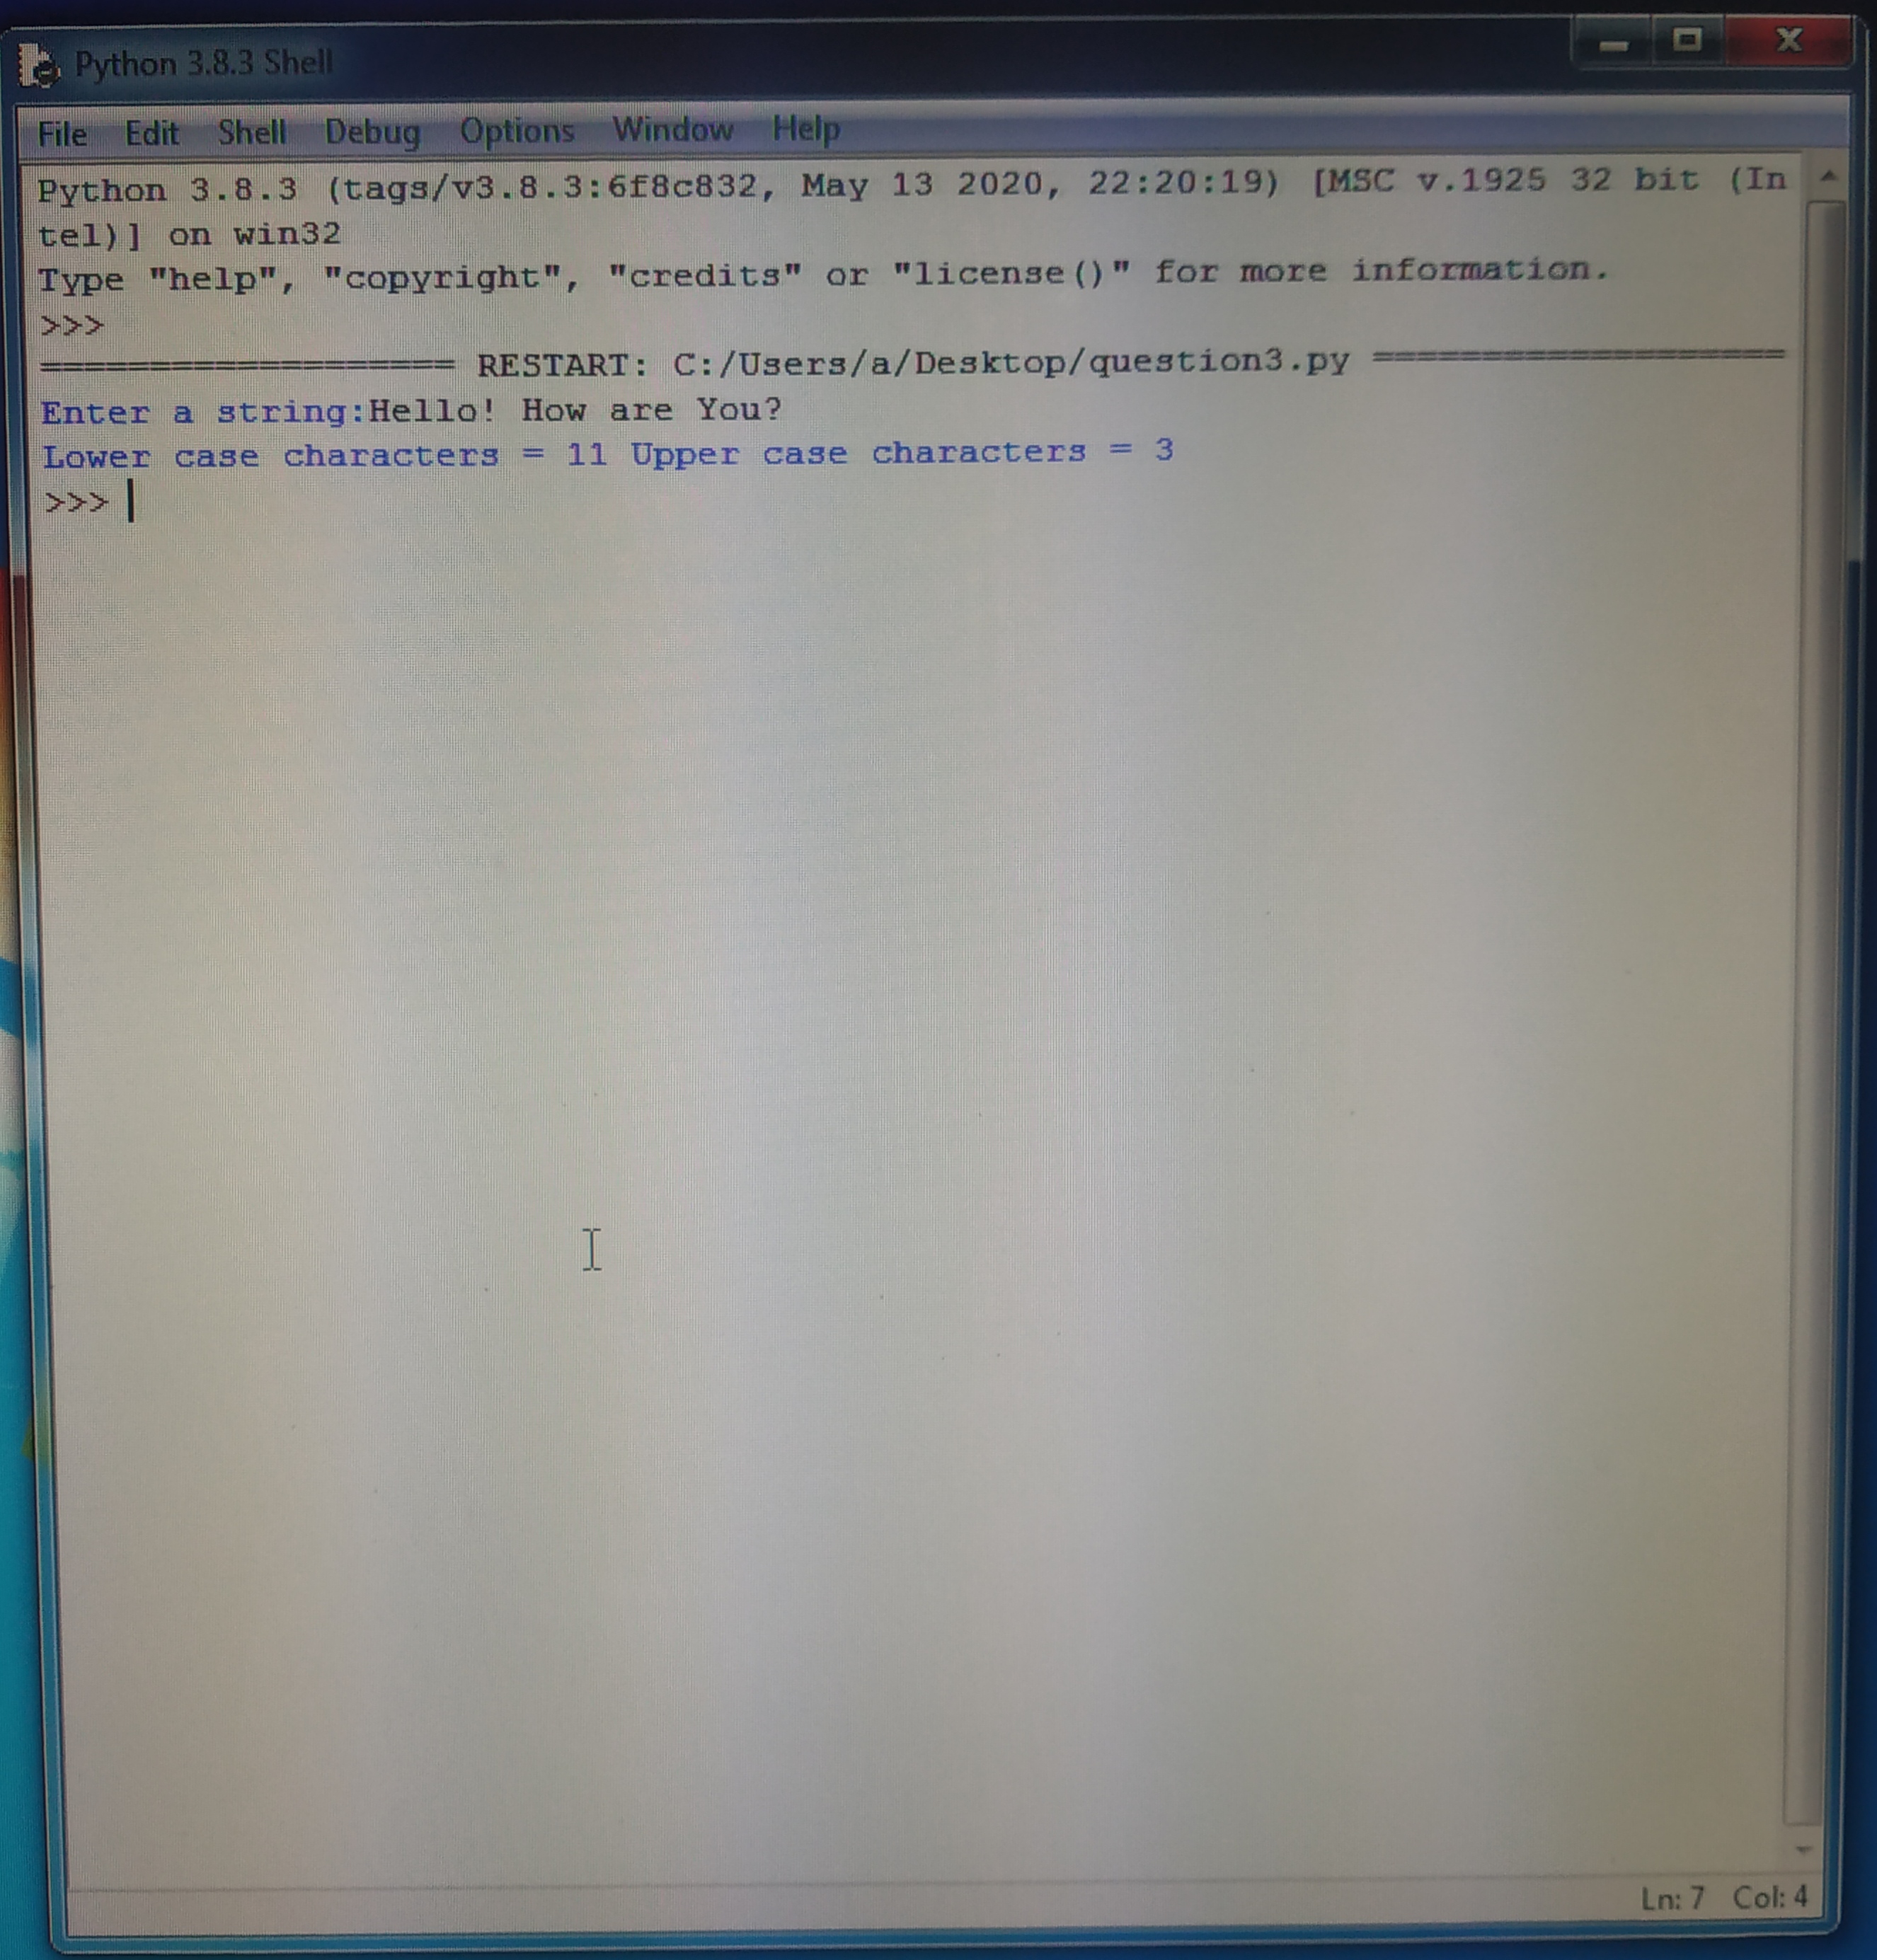 Python 3.8.3 Shell
File Edit Shell Debug Options Window Help
Python 3.8.3 (tags/v3.8.3:6f8c832, May 13 2020, 22:20:19) [MSC v.1925 32 bit (In
tel)] on win32
Type "help", "copyright", "credits" or "license()" for more information.
>>>
=================== RESTART: C:/Users/a/Desktop/question3.py ===================
Enter a string:Hello! How are You?
Lower case characters = 11 Upper case characters = 3
>>>
Ln: 7 Col: 4